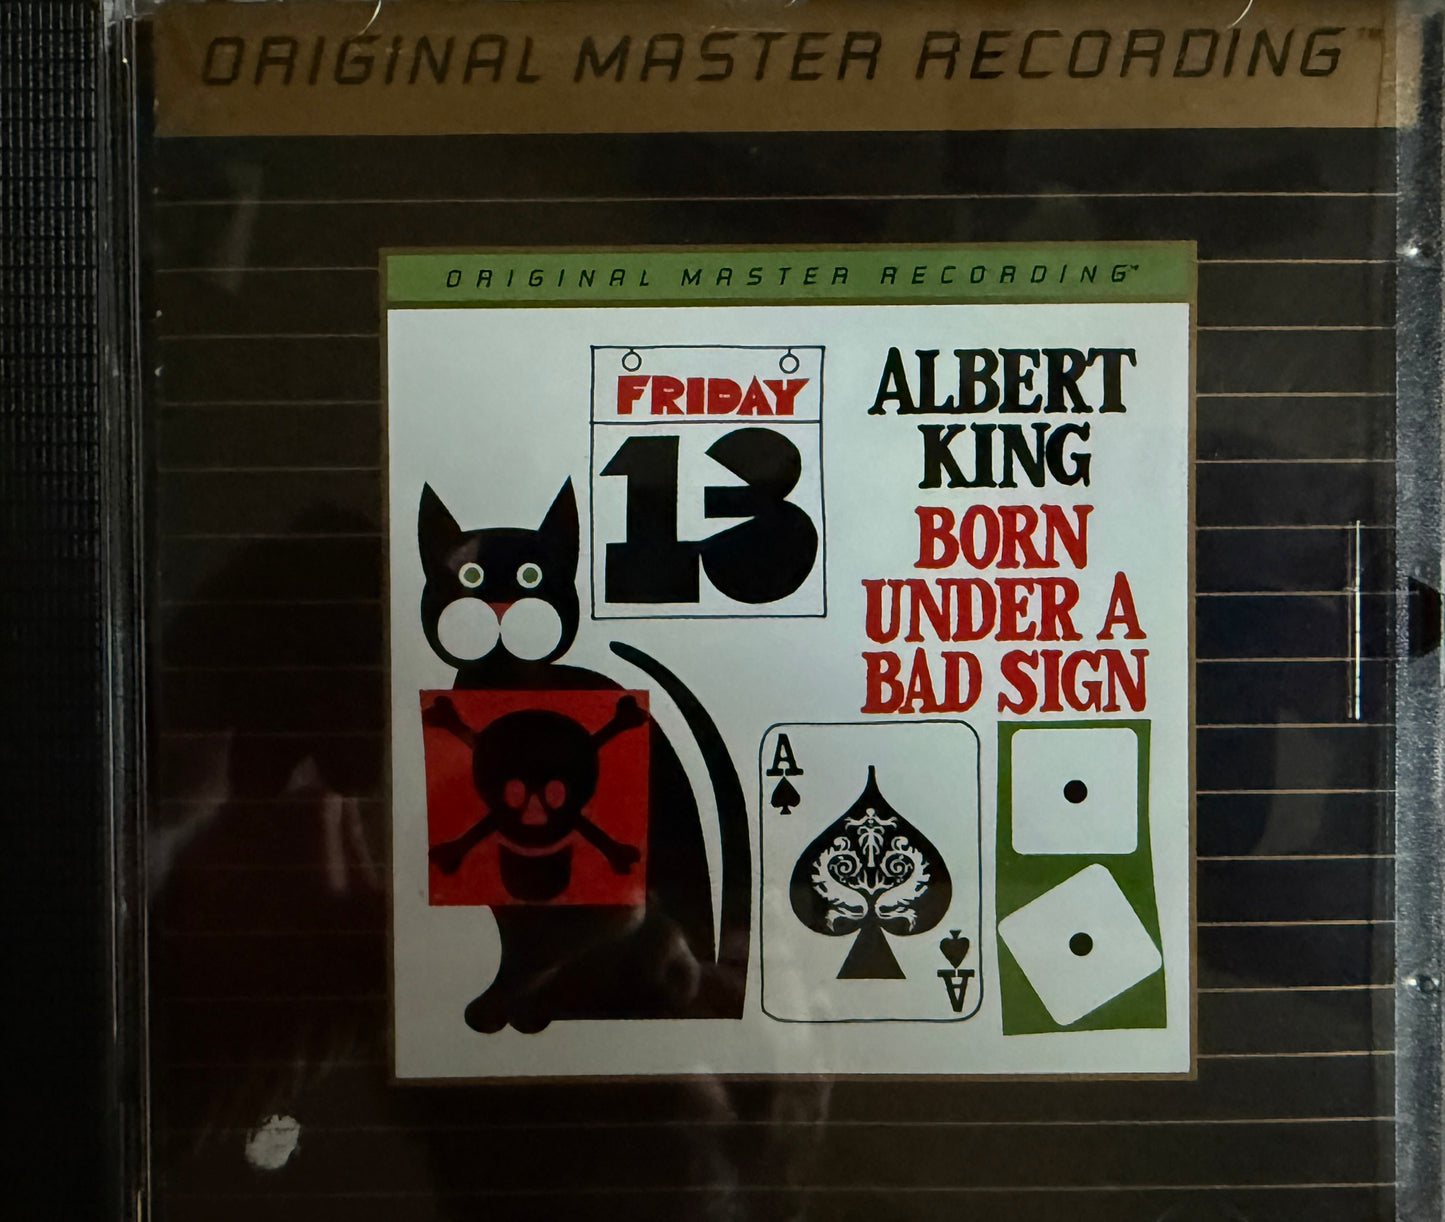 ORIGINAL MASTER RECORDING™
ORIGINAL MASTER RECORDING™
FRIDAY
13
ALBERT
KING
BORN
UNDER A
BAD SIGN
A
A